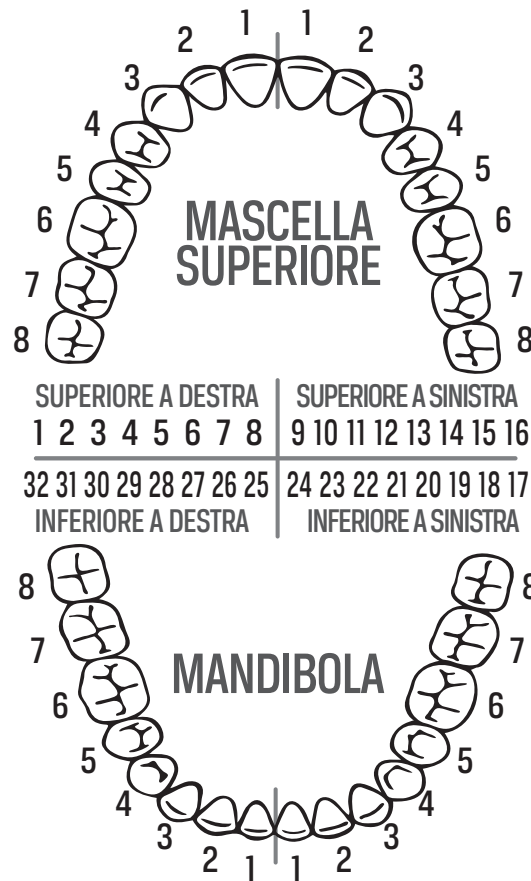 1 1
2 2
3 3
4 4
5 5
6 6
7 7
8 8
MASCELLA
SUPERIORE
SUPERIORE A DESTRA SUPERIORE A SINISTRA
1 2 3 4 5 6 7 8 9 10 11 12 13 14 15 16
32 31 30 29 28 27 26 25 24 23 22 21 20 19 18 17
INFERIORE A DESTRA INFERIORE A SINISTRA
8 8
7 7
MANDIBOLA
6 6
5 5
4 4
3 3
2 2
1 1